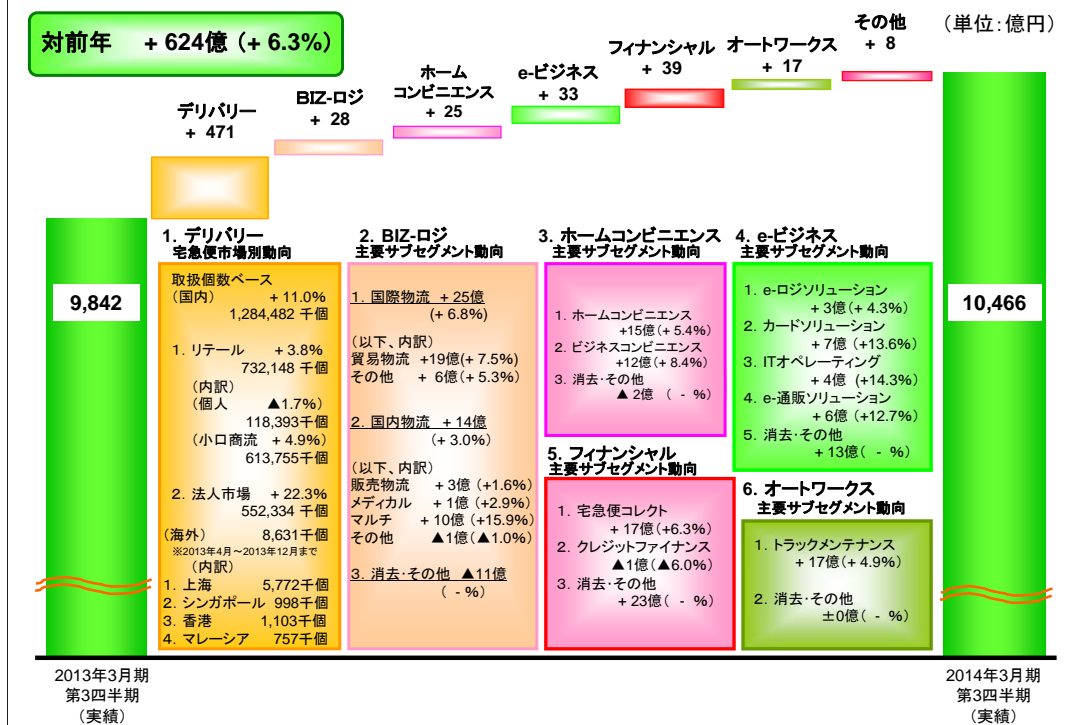 対前年 + 624億 (+ 6.3%)
(単位:億円)
デリバリー
+ 471
BIZ-ロジ
+ 28
ホーム
コンビニエンス
+ 25
e-ビジネス
+ 33
フィナンシャル
+ 39
オートワークス
+ 17
その他
+ 8
9,842
1. デリバリー
宅急便市場別動向
取扱個数ベース
(国内) + 11.0%
1,284,482 千個
1. リテール + 3.8%
732,148 千個
(内訳)
(個人 ▲1.7%)
118,393千個
(小口商流 + 4.9%)
613,755千個
2. 法人市場 + 22.3%
552,334 千個
(海外) 8,631千個
※2013年4月~2013年12月まで
(内訳)
1. 上海 5,772千個
2. シンガポール 998千個
3. 香港 1,103千個
4. マレーシア 757千個
2. BIZ-ロジ
主要サブセグメント動向
1. 国際物流 + 25億
(+ 6.8%)
(以下、内訳)
貿易物流 +19億(+ 7.5%)
その他 + 6億(+ 5.3%)
2. 国内物流 + 14億
(+ 3.0%)
(以下、内訳)
販売物流 + 3億 (+1.6%)
メディカル + 1億 (+2.9%)
マルチ + 10億 (+15.9%)
その他 ▲1億 (▲1.0%)
3. 消去・その他 ▲11億
( - %)
3. ホームコンビニエンス
主要サブセグメント動向
1. ホームコンビニエンス
+15億(+ 5.4%)
2. ビジネスコンビニエンス
+12億(+ 8.4%)
3. 消去・その他
▲ 2億 ( - %)
4. e-ビジネス
主要サブセグメント動向
1. e-ロジソリューション
+ 3億 (+ 4.3%)
2. カードソリューション
+ 7億 (+13.6%)
3. ITオペレーティング
+ 4億 (+14.3%)
4. e-通販ソリューション
+ 6億 (+12.7%)
5. 消去・その他
+ 13億( - %)
5. フィナンシャル
主要サブセグメント動向
1. 宅急便コレクト
+ 17億(+6.3%)
2. クレジットファイナンス
▲1億(▲6.0%)
3. 消去・その他
+ 23億( - %)
6. オートワークス
主要サブセグメント動向
1. トラックメンテナンス
+ 17億(+ 4.9%)
2. 消去・その他
±0億( - %)
10,466
2013年3月期
第3四半期
(実績)
2014年3月期
第3四半期
(実績)